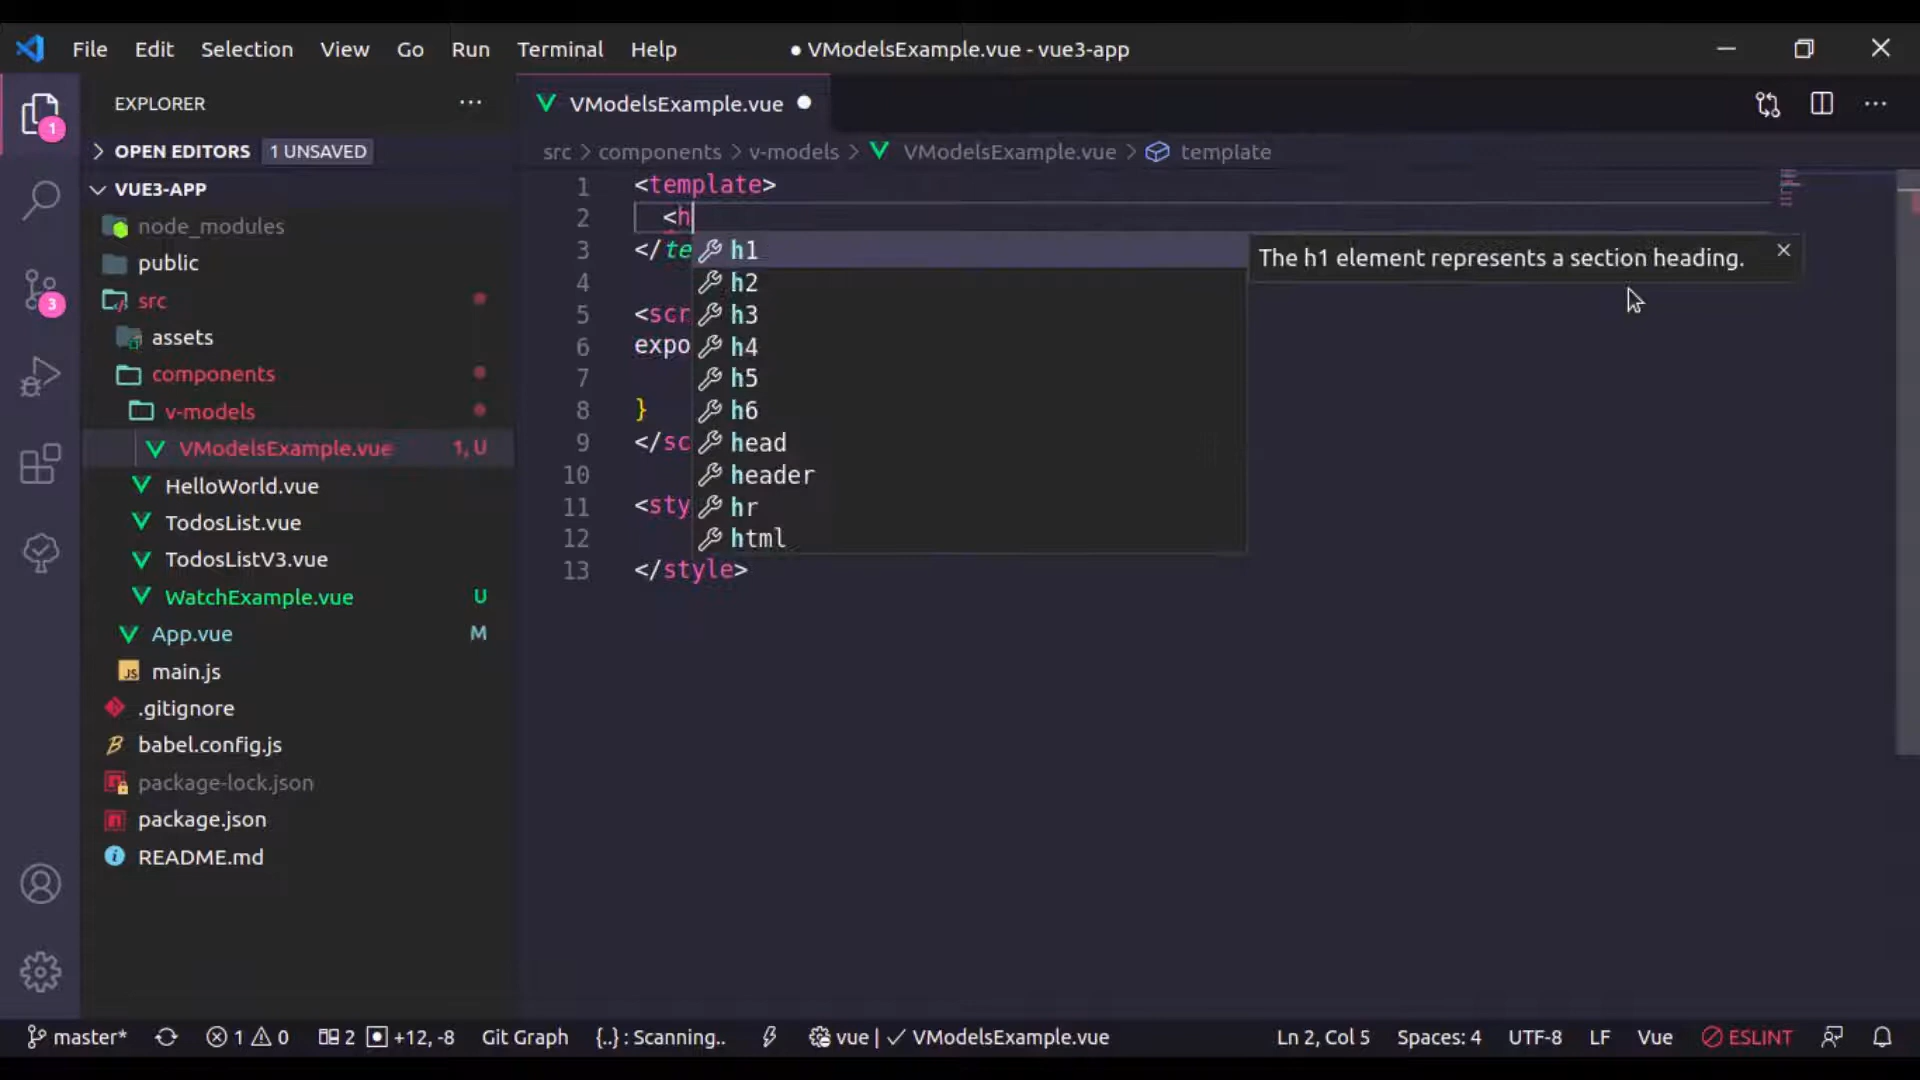 File Edit Selection View Go Run Terminal Help ● VModelsExample.vue - vue3-app
EXPLORER
OPEN EDITORS 1 UNSAVED
VUE3-APP
node_modules
public
src
assets
components
v-models
VModelsExample.vue 1, U
HelloWorld.vue
TodosList.vue
TodosListV3.vue
WatchExample.vue U
App.vue M
JS main.js
.gitignore
babel.config.js
package-lock.json
package.json
README.md
1
3
VModelsExample.vue
src > components > v-models > VModelsExample.vue > template
1 <template>
2 <h
3 </te
4
5 <scr
6 expo
7
8 }
9 </sc
10
11 <sty
12
13 </style>
h1
h2
h3
h4
h5
h6
head
header
hr
html
The h1 element represents a section heading.
master* 1 0 2 +12, -8 Git Graph {..} : Scanning.. vue | ✓ VModelsExample.vue Ln 2, Col 5 Spaces: 4 UTF-8 LF Vue ESLINT